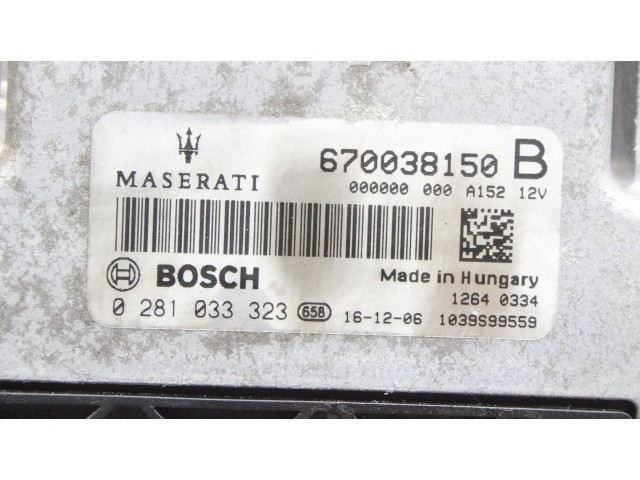 670038150 B
MASERATI 000000 000 A152 12V
BOSCH Made in Hungary
1264 0334
0 281 033 323 658 16-12-06 1039S99559